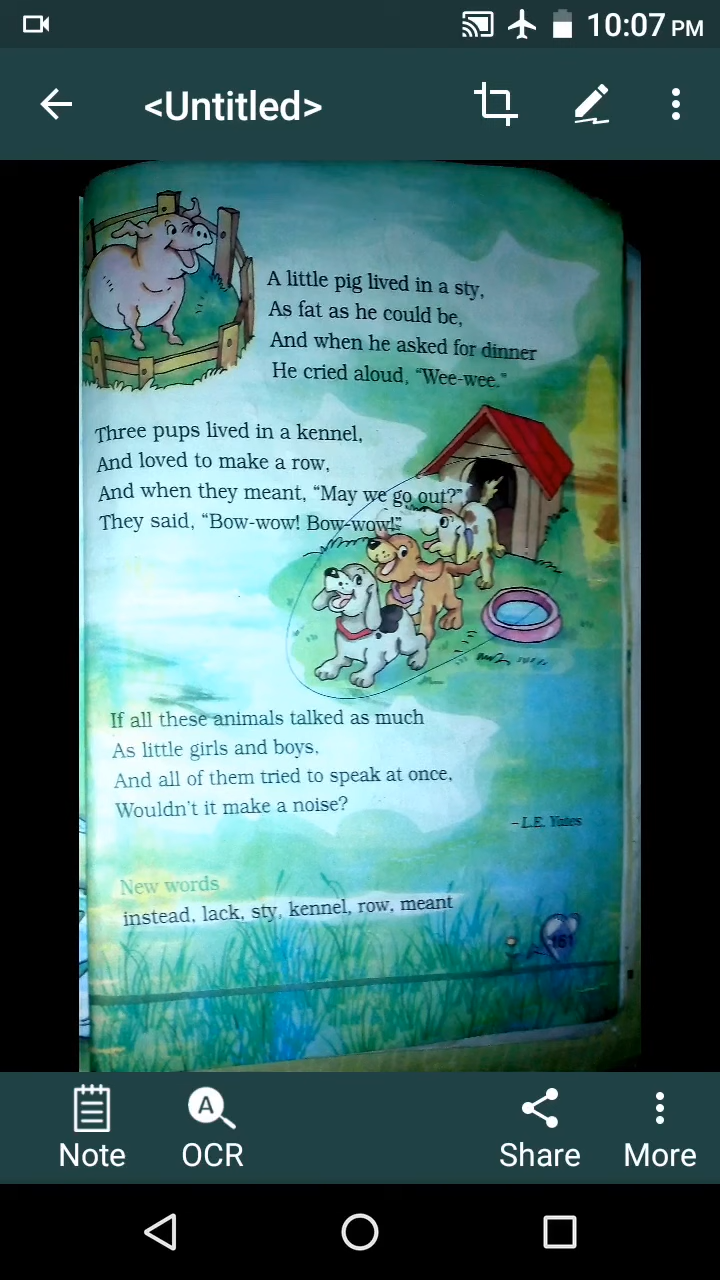 10:07 PM
<Untitled>
A little pig lived in a sty,
As fat as he could be,
And when he asked for dinner
He cried aloud, “Wee-wee.”
Three pups lived in a kennel,
And loved to make a row,
And when they meant, “May we go out?”
They said, “Bow-wow! Bow-wow!”
If all these animals talked as much
As little girls and boys,
And all of them tried to speak at once,
Wouldn't it make a noise?
– L.E. Yates
New words
instead, lack, sty, kennel, row, meant
161
Note
OCR
Share
More